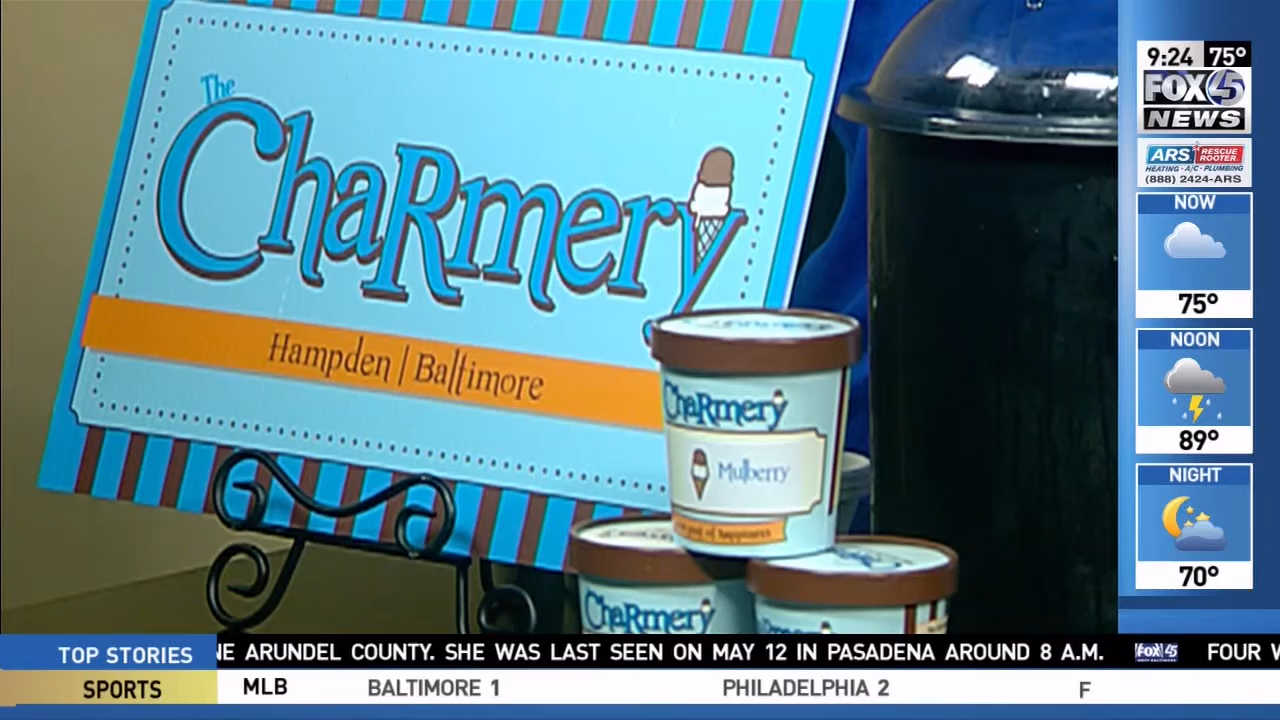 The
Charmery
Hampden | Baltimore
Charmery
Mulberry
of happiness
Charmery
9:24 75°
FOX 45
NEWS
ARS RESCUE ROOTER
HEATING · A/C · PLUMBING
(888) 2424-ARS
NOW
75°
NOON
89°
NIGHT
70°
TOP STORIES NE ARUNDEL COUNTY. SHE WAS LAST SEEN ON MAY 12 IN PASADENA AROUND 8 A.M. FOX 45 FOUR W
SPORTS MLB BALTIMORE 1 PHILADELPHIA 2 F